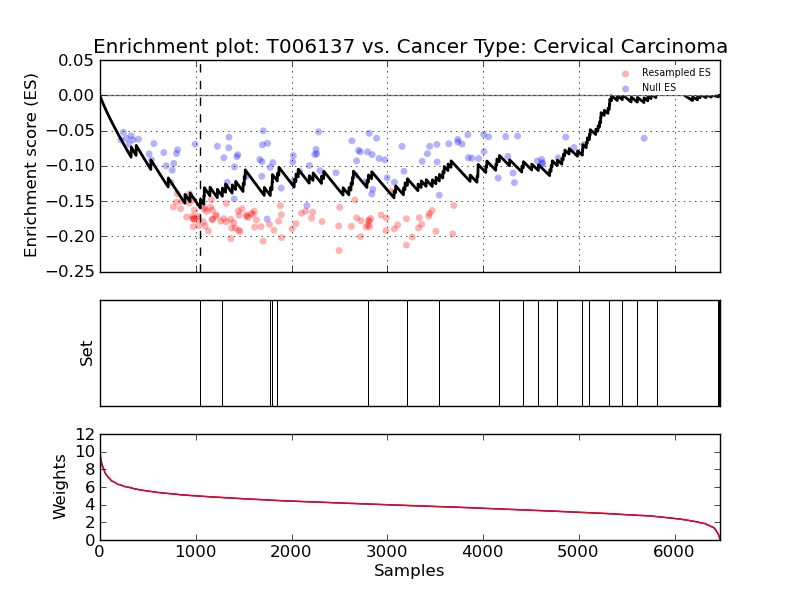 Enrichment plot: T006137 vs. Cancer Type: Cervical Carcinoma
Enrichment score (ES)
0.05
0.00
−0.05
−0.10
−0.15
−0.20
−0.25
Resampled ES
Null ES
Set
Weights
12
10
8
6
4
2
0
0 1000 2000 3000 4000 5000 6000
Samples